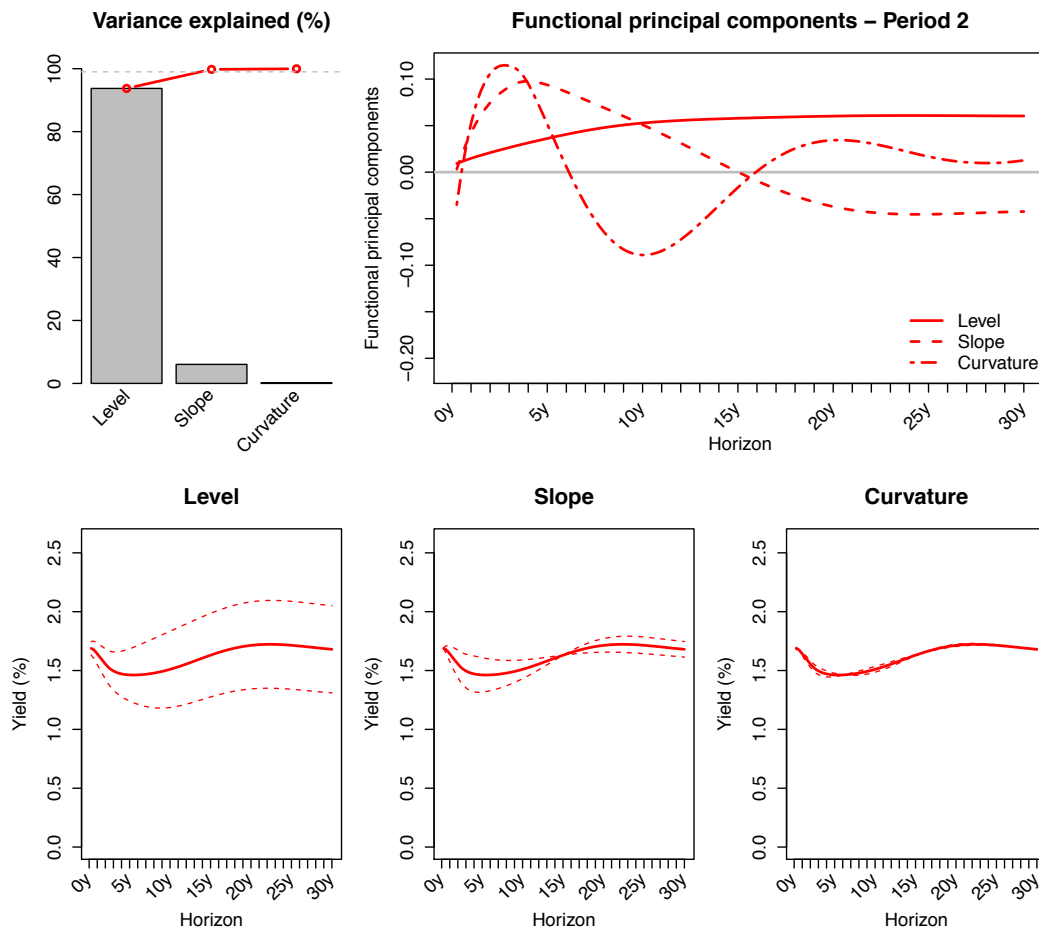 Variance explained (%)
0
20
40
60
80
100
Level
Slope
Curvature
Functional principal components – Period 2
Functional principal components
−0.20
−0.10
0.00
0.10
Level
Slope
Curvature
0y
5y
10y
15y
20y
25y
30y
Horizon
Level
Yield (%)
0.0
0.5
1.0
1.5
2.0
2.5
0y
5y
10y
15y
20y
25y
30y
Horizon
Slope
Yield (%)
0.0
0.5
1.0
1.5
2.0
2.5
0y
5y
10y
15y
20y
25y
30y
Horizon
Curvature
Yield (%)
0.0
0.5
1.0
1.5
2.0
2.5
0y
5y
10y
15y
20y
25y
30y
Horizon